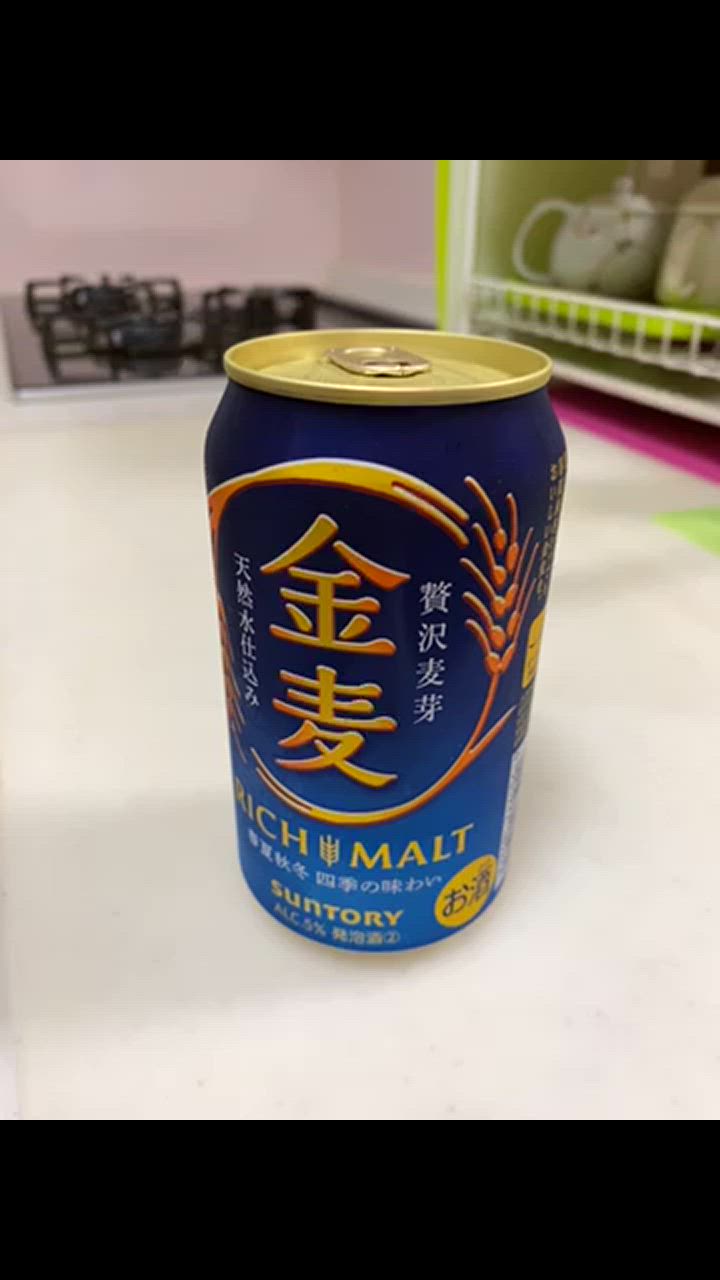 金麦
贅沢麦芽
天然水仕込み
RICH MALT
春夏秋冬 四季の味わい
SUNTORY
ALC.5% 発泡酒②
お酒